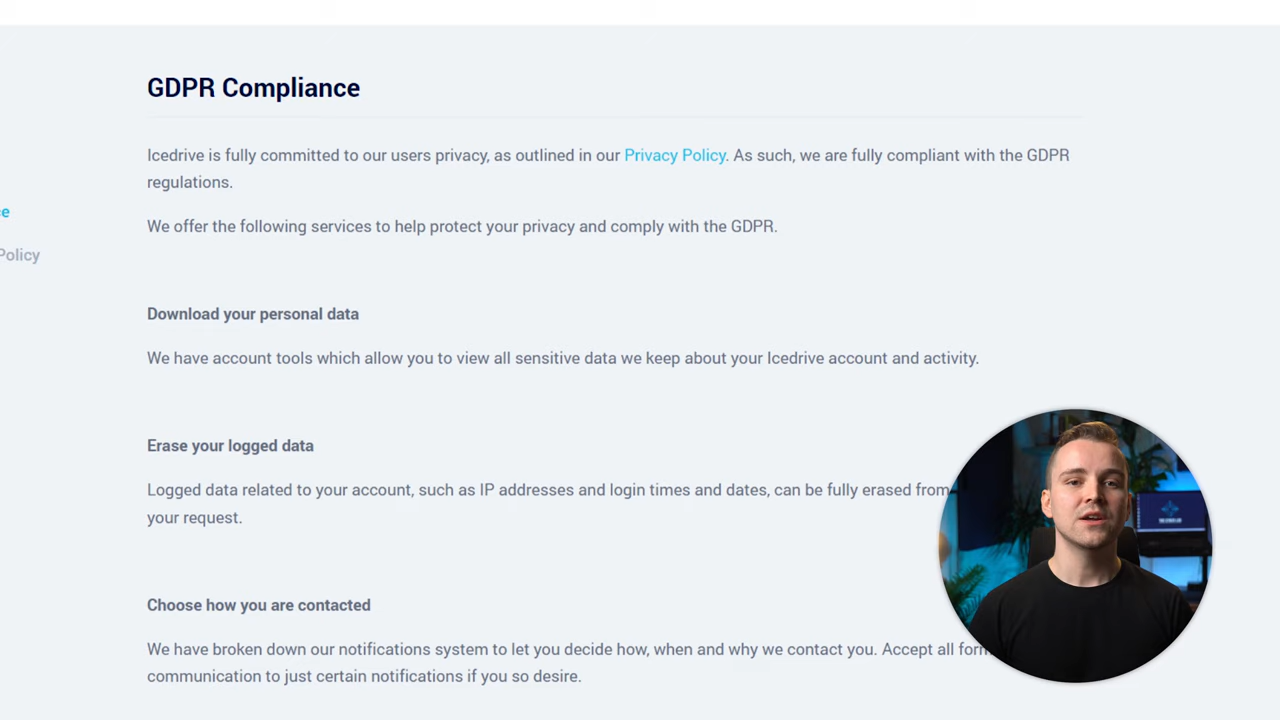 GDPR Compliance
Icedrive is fully committed to our users privacy, as outlined in our Privacy Policy. As such, we are fully compliant with the GDPR
regulations.
ce
We offer the following services to help protect your privacy and comply with the GDPR.
Policy
Download your personal data
We have account tools which allow you to view all sensitive data we keep about your Icedrive account and activity.
Erase your logged data
Logged data related to your account, such as IP addresses and login times and dates, can be fully erased from
your request.
Choose how you are contacted
We have broken down our notifications system to let you decide how, when and why we contact you. Accept all
communication to just certain notifications if you so desire.